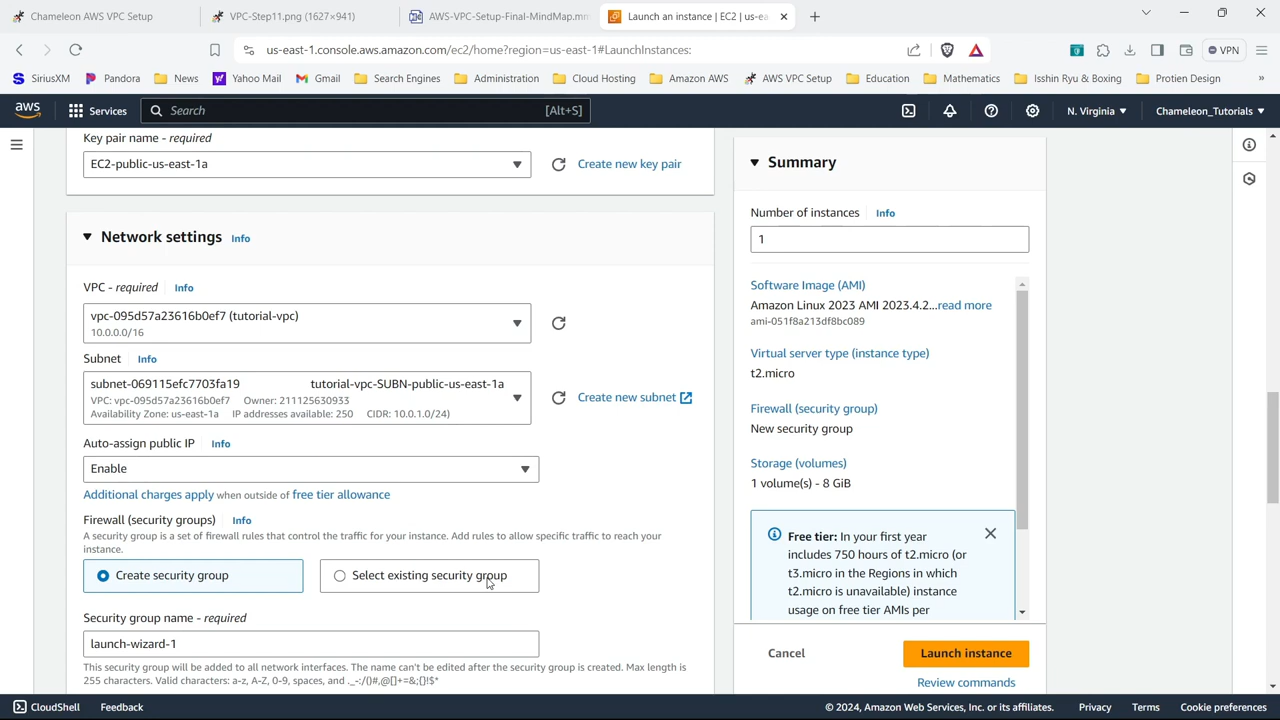 Chameleon AWS VPC Setup
VPC-Step11.png (1627×941)
AWS-VPC-Setup-Final-MindMap.mm
Launch an instance | EC2 | us-ea
us-east-1.console.aws.amazon.com/ec2/home?region=us-east-1#LaunchInstances:
VPN
SiriusXM
Pandora
News
Yahoo Mail
Gmail
Search Engines
Administration
Cloud Hosting
Amazon AWS
AWS VPC Setup
Education
Mathematics
Isshin Ryu & Boxing
Protien Design
»
aws
Services
Search
[Alt+S]
N. Virginia
Chameleon_Tutorials
Key pair name - required
EC2-public-us-east-1a
Create new key pair
Network settings Info
VPC - required Info
vpc-095d57a23616b0ef7 (tutorial-vpc)
10.0.0.0/16
Subnet Info
subnet-069115efc7703fa19 tutorial-vpc-SUBN-public-us-east-1a
VPC: vpc-095d57a23616b0ef7 Owner: 211125630933
Availability Zone: us-east-1a IP addresses available: 250 CIDR: 10.0.1.0/24)
Create new subnet
Auto-assign public IP Info
Enable
Additional charges apply when outside of free tier allowance
Firewall (security groups) Info
A security group is a set of firewall rules that control the traffic for your instance. Add rules to allow specific traffic to reach your
instance.
Create security group
Select existing security group
Security group name - required
launch-wizard-1
This security group will be added to all network interfaces. The name can't be edited after the security group is created. Max length is
255 characters. Valid characters: a-z, A-Z, 0-9, spaces, and ._-:/()#,@[]+=&;{}!$*
Summary
Number of instances Info
1
Software Image (AMI)
Amazon Linux 2023 AMI 2023.4.2...read more
ami-051f8a213df8bc089
Virtual server type (instance type)
t2.micro
Firewall (security group)
New security group
Storage (volumes)
1 volume(s) - 8 GiB
Free tier: In your first year
includes 750 hours of t2.micro (or
t3.micro in the Regions in which
t2.micro is unavailable) instance
usage on free tier AMIs per
Cancel
Launch instance
Review commands
CloudShell
Feedback
© 2024, Amazon Web Services, Inc. or its affiliates.
Privacy
Terms
Cookie preferences